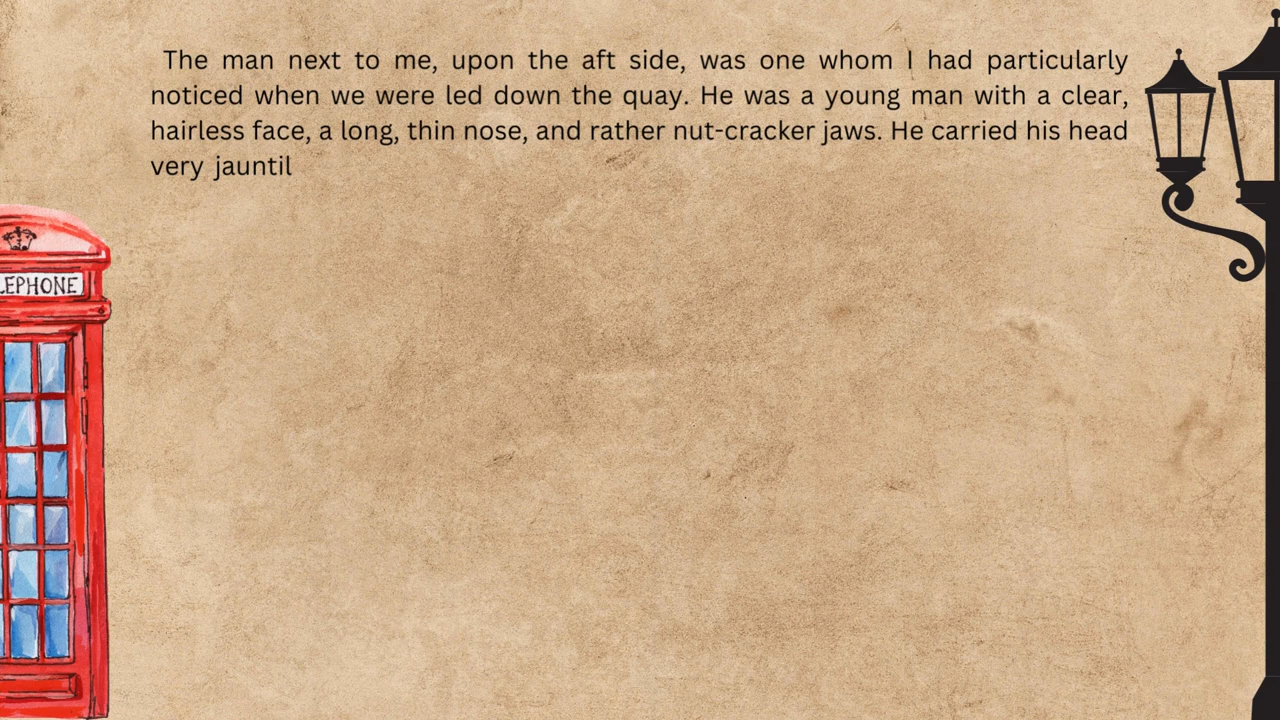 The man next to me, upon the aft side, was one whom I had particularly
noticed when we were led down the quay. He was a young man with a clear,
hairless face, a long, thin nose, and rather nut-cracker jaws. He carried his head
very jauntil
LEPHONE